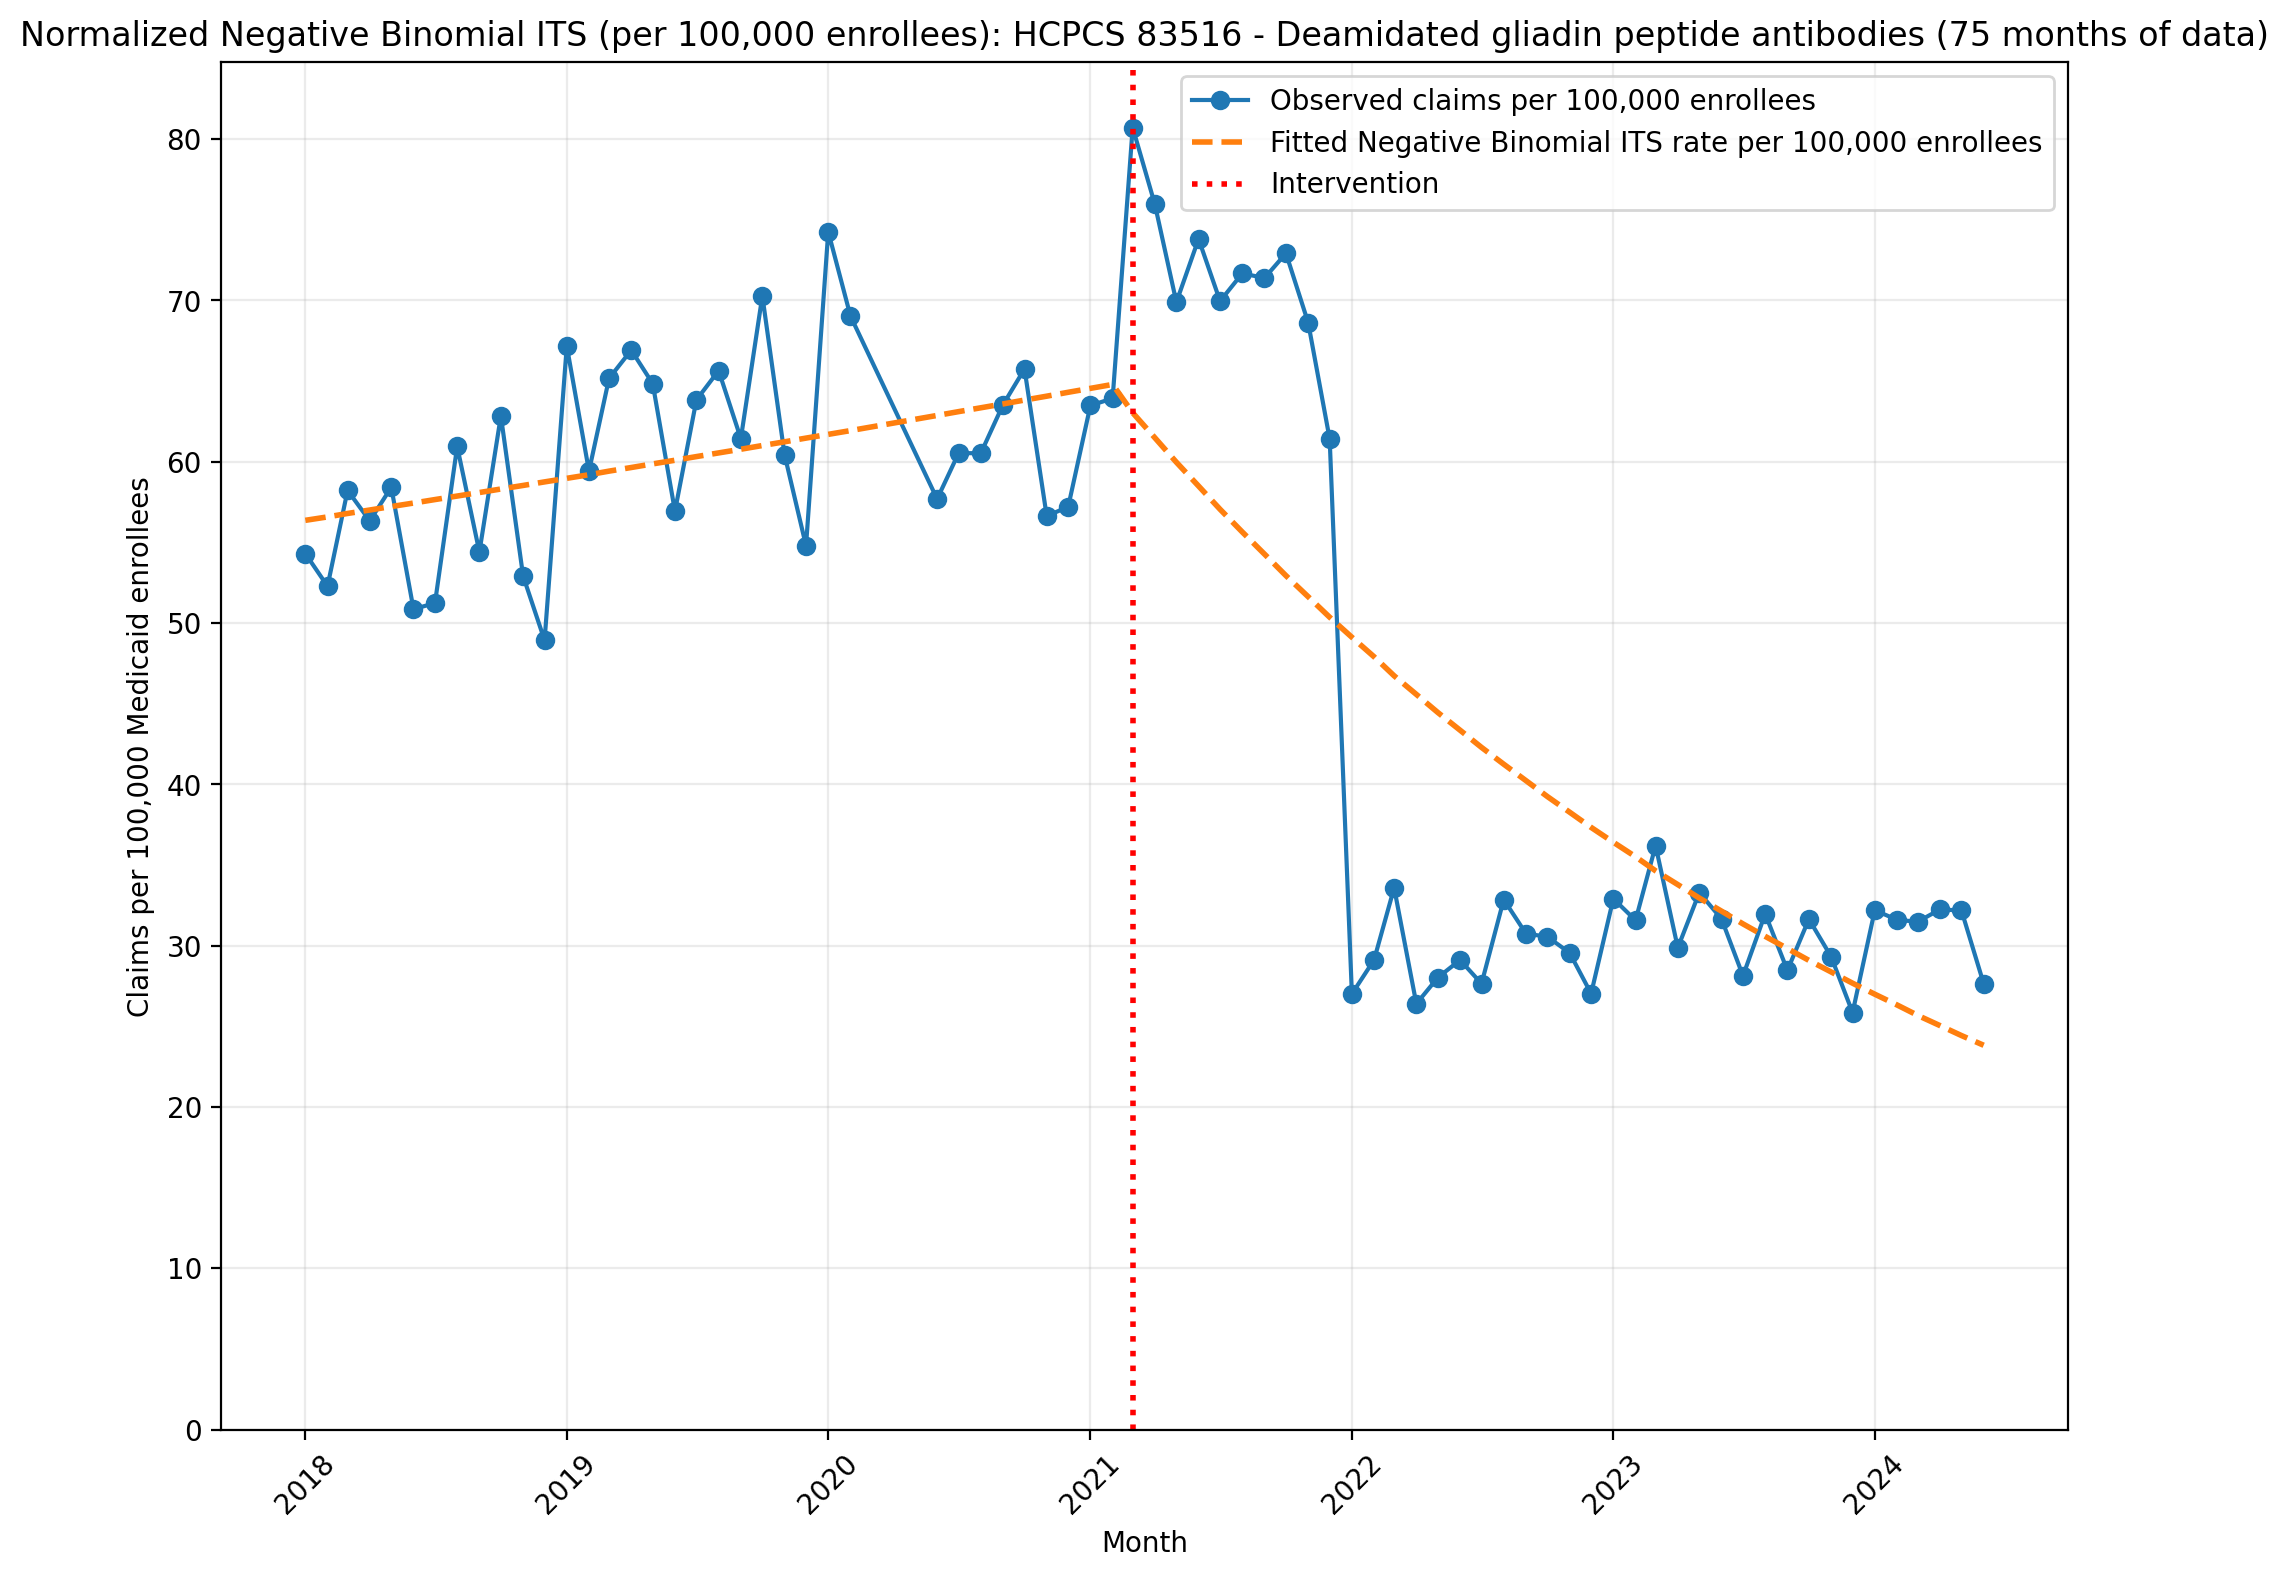 Normalized Negative Binomial ITS (per 100,000 enrollees): HCPCS 83516 - Deamidated gliadin peptide antibodies (75 months of data)
Observed claims per 100,000 enrollees
Fitted Negative Binomial ITS rate per 100,000 enrollees
Intervention
Claims per 100,000 Medicaid enrollees
80
70
60
50
40
30
20
10
0
2018
2019
2020
2021
2022
2023
2024
Month